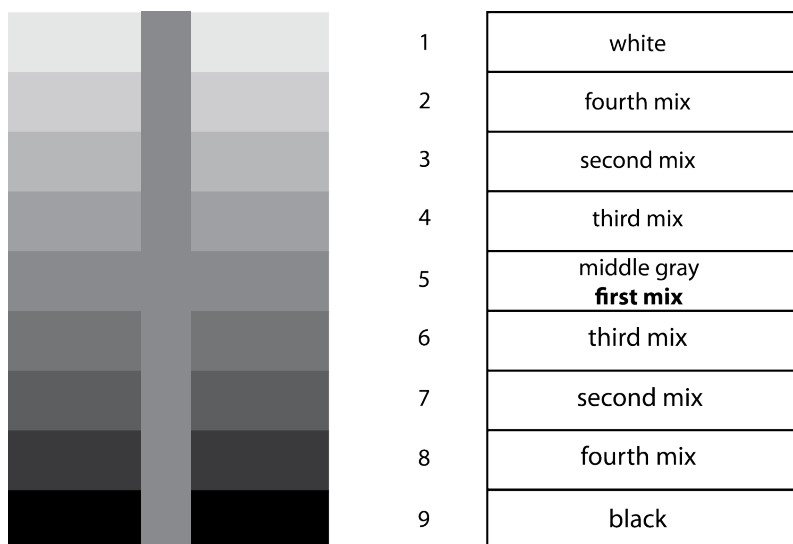 1 white
2 fourth mix
3 second mix
4 third mix
5 middle gray
first mix
6 third mix
7 second mix
8 fourth mix
9 black